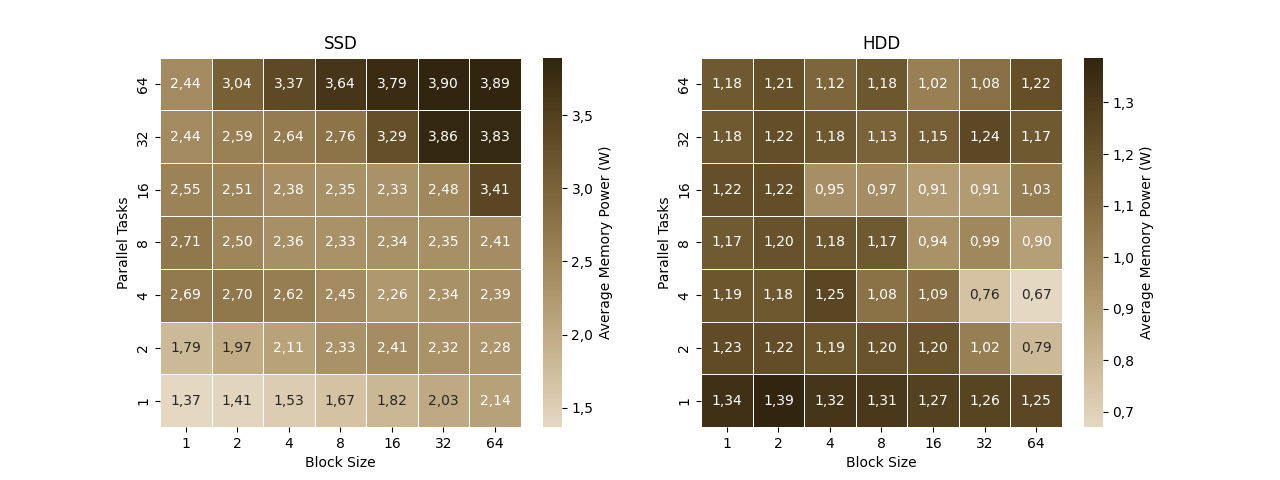 SSD
64 2,44 3,04 3,37 3,64 3,79 3,90 3,89
32 2,44 2,59 2,64 2,76 3,29 3,86 3,83
16 2,55 2,51 2,38 2,35 2,33 2,48 3,41
8 2,71 2,50 2,36 2,33 2,34 2,35 2,41
4 2,69 2,70 2,62 2,45 2,26 2,34 2,39
2 1,79 1,97 2,11 2,33 2,41 2,32 2,28
1 1,37 1,41 1,53 1,67 1,82 2,03 2,14
1 2 4 8 16 32 64
Block Size
Parallel Tasks
3,5
3,0
2,5
2,0
1,5
Average Memory Power (W)
HDD
64 1,18 1,21 1,12 1,18 1,02 1,08 1,22
32 1,18 1,22 1,18 1,13 1,15 1,24 1,17
16 1,22 1,22 0,95 0,97 0,91 0,91 1,03
8 1,17 1,20 1,18 1,17 0,94 0,99 0,90
4 1,19 1,18 1,25 1,08 1,09 0,76 0,67
2 1,23 1,22 1,19 1,20 1,20 1,02 0,79
1 1,34 1,39 1,32 1,31 1,27 1,26 1,25
1 2 4 8 16 32 64
Block Size
Parallel Tasks
1,3
1,2
1,1
1,0
0,9
0,8
0,7
Average Memory Power (W)